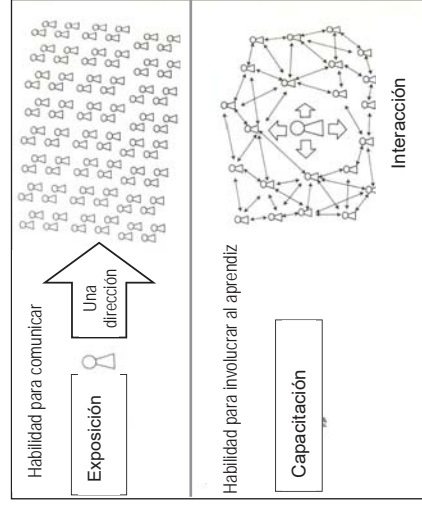 Habilidad para comunicar
Exposición
Una
dirección
Habilidad para involucrar al aprendiz
Capacitación
Interacción